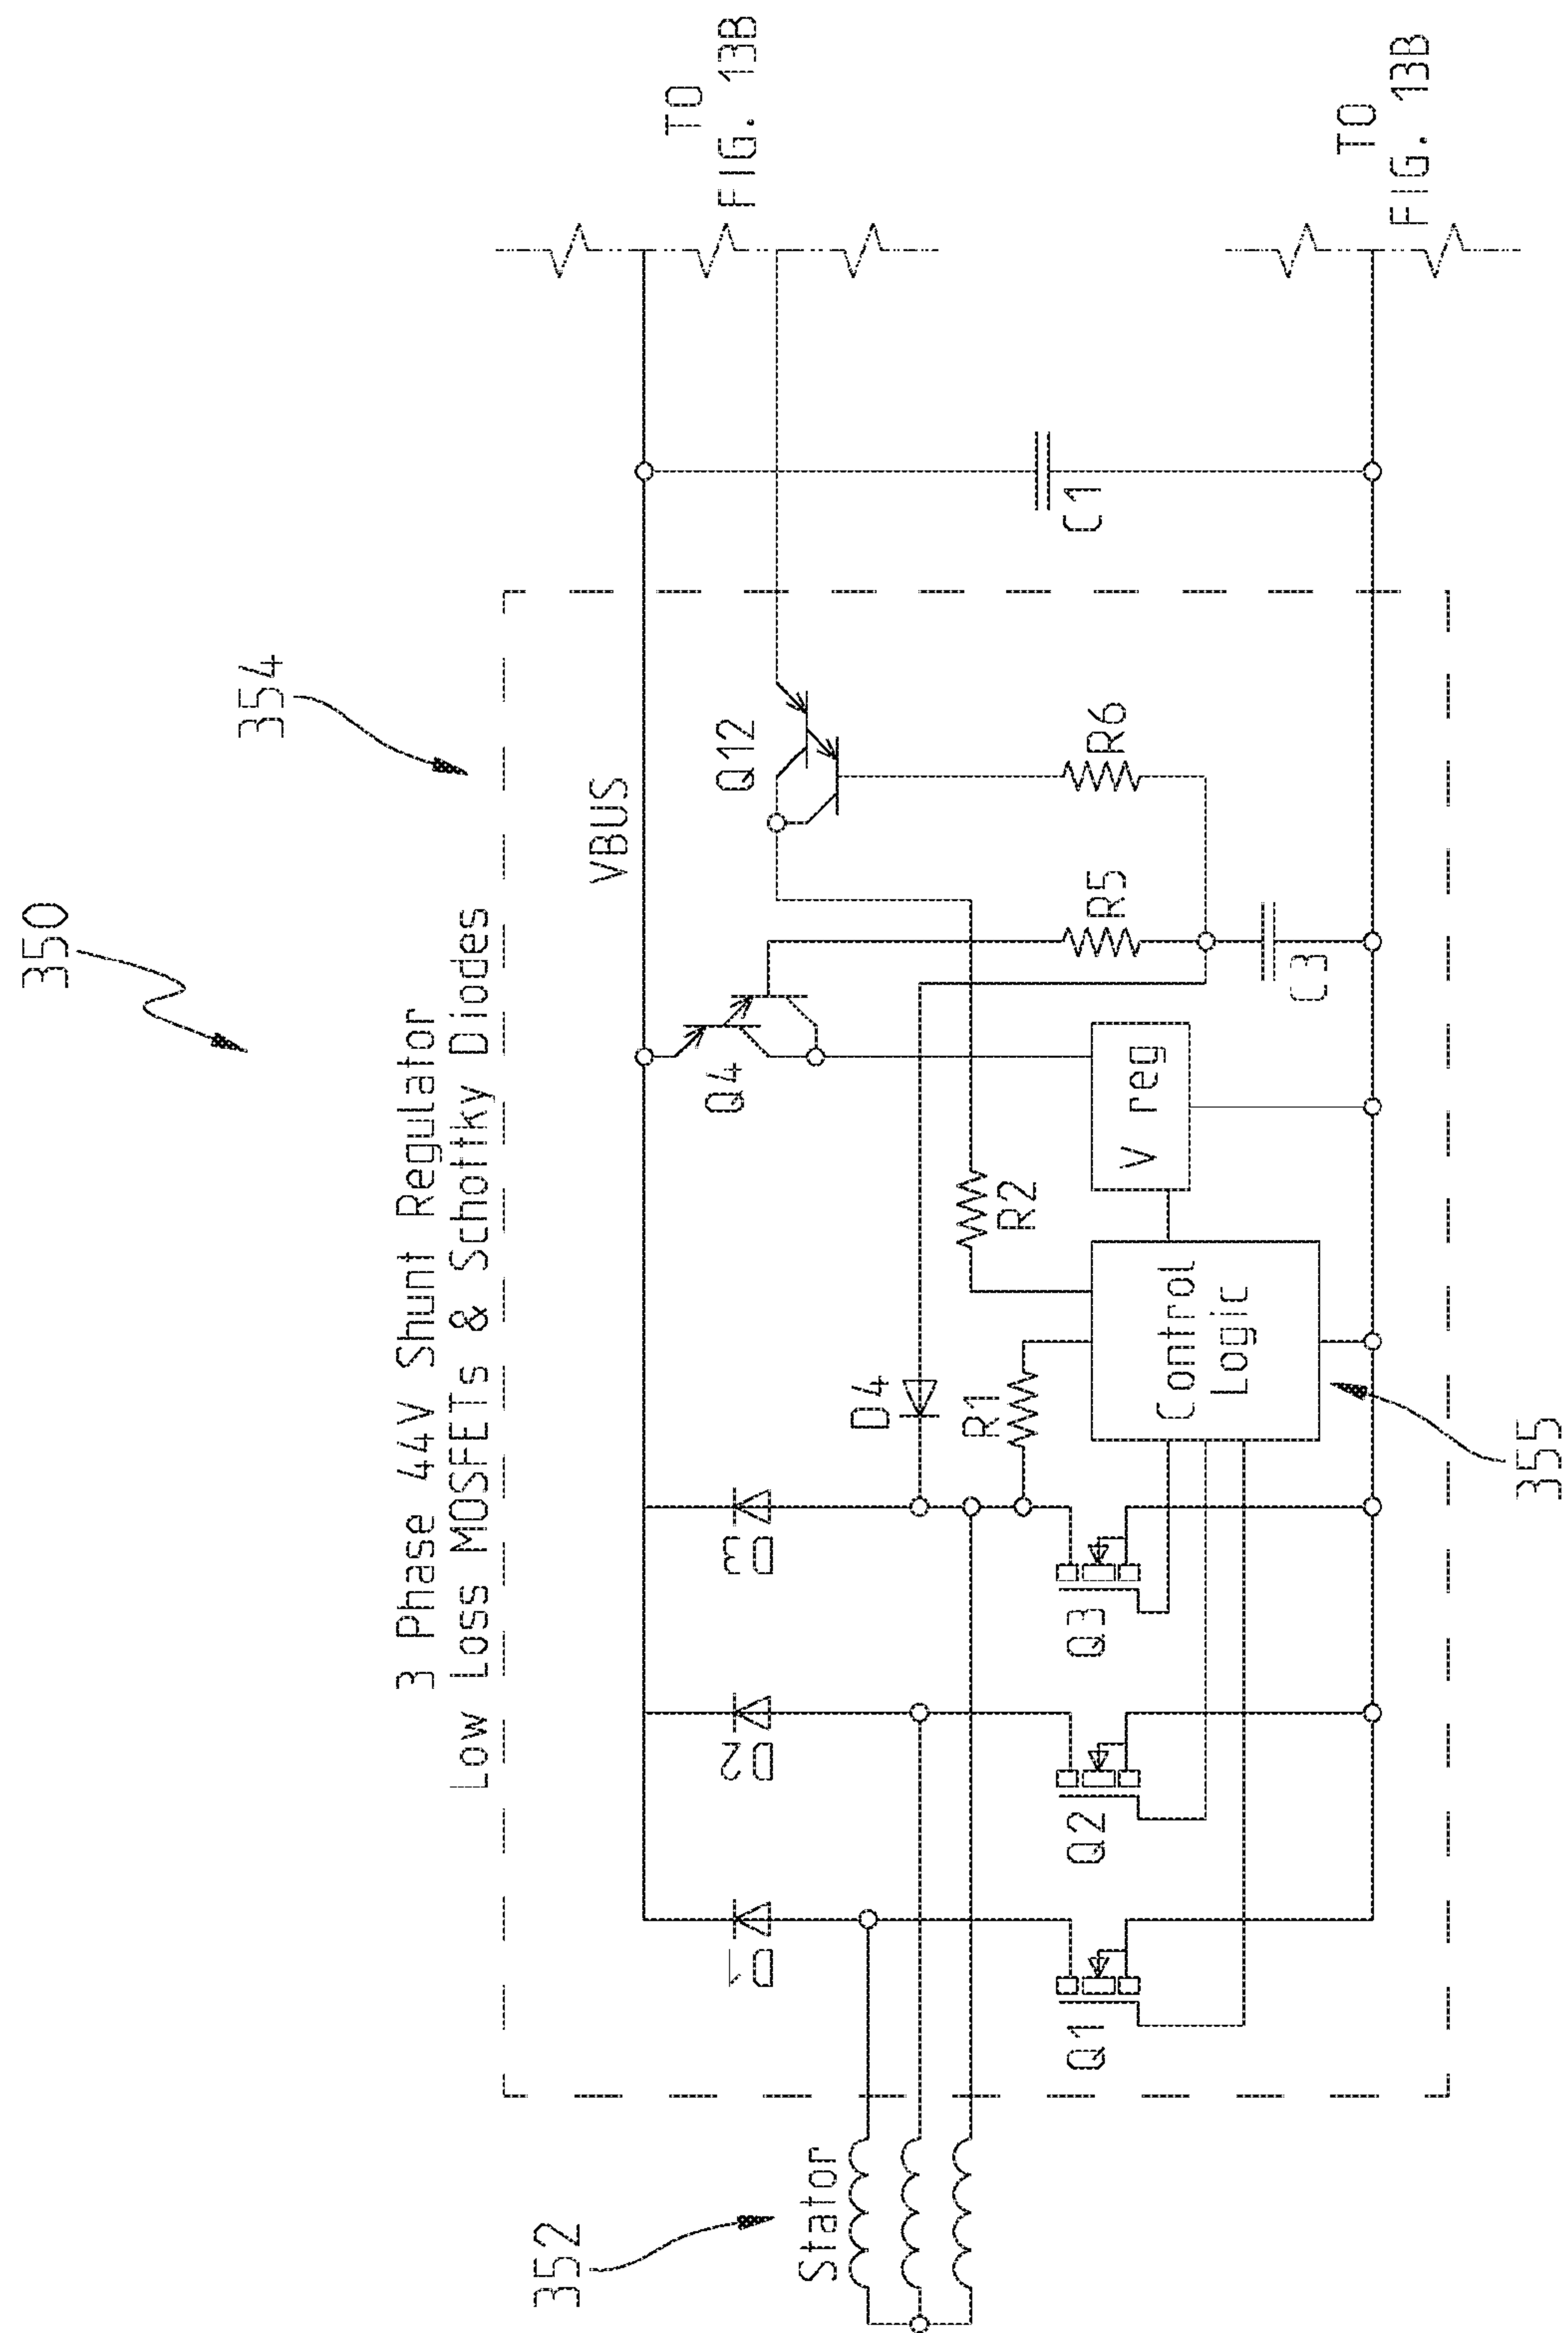 350
354
3 Phase 44V Shunt Regulator
Low Loss MOSFETs & Schottky Diodes
TO
FIG. 13B
VBUS
D1
D2
D3
Q4
Q12
352
Stator
D4
R1
R2
R5
R6
C1
Q1
Q2
Q3
Control
Logic
V reg
C3
TO
FIG. 13B
355